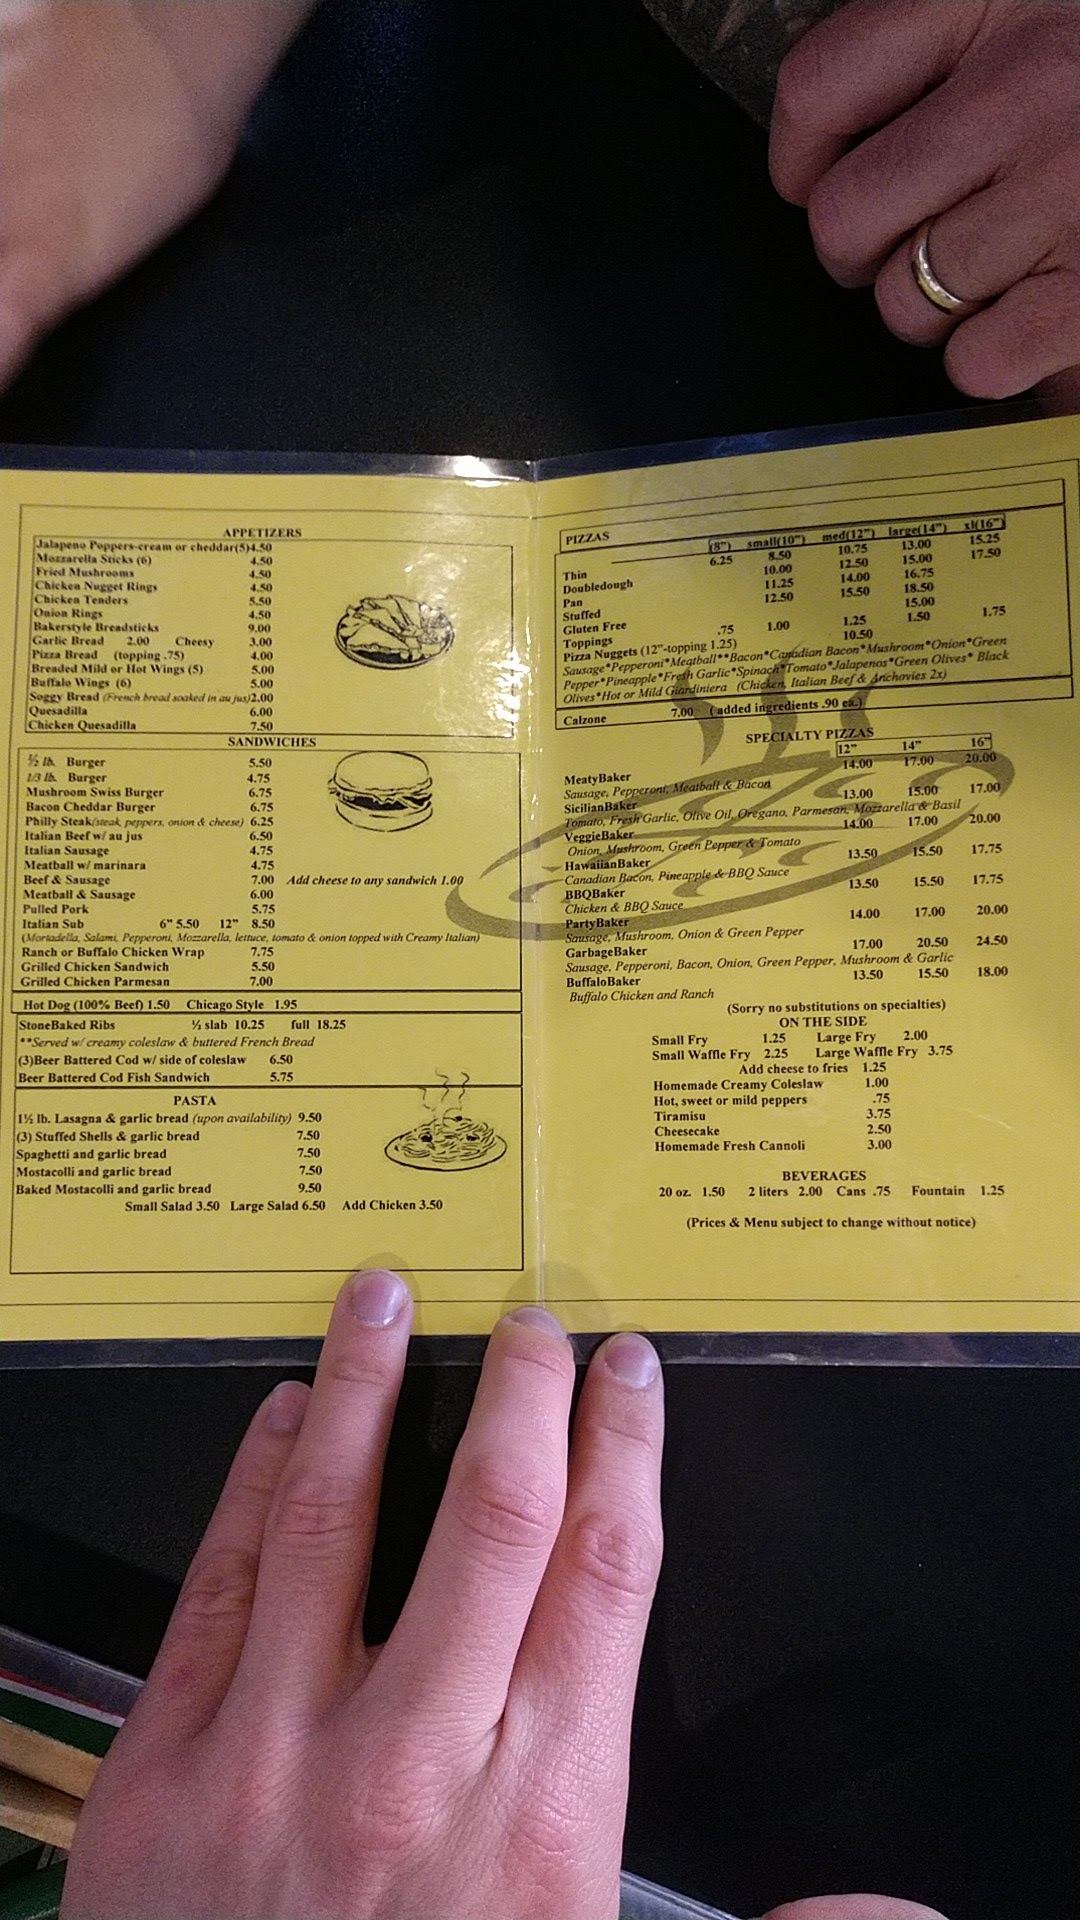 APPETIZERS
Jalapeno Poppers-cream or cheddar(5)4.50
Mozzarella Sticks (6) 4.50
Fried Mushrooms 4.50
Chicken Nugget Rings 4.50
Chicken Tenders 5.50
Onion Rings 4.50
Bakerstyle Breadsticks 9.00
Garlic Bread 2.00 Cheesy 3.00
Pizza Bread (topping .75) 4.00
Breaded Mild or Hot Wings (5) 5.00
Buffalo Wings (6) 5.00
Soggy Bread (French bread soaked in au jus)2.00
Quesadilla 6.00
Chicken Quesadilla 7.50
SANDWICHES
½ lb. Burger 5.50
1/3 lb. Burger 4.75
Mushroom Swiss Burger 6.75
Bacon Cheddar Burger 6.75
Philly Steak(steak, peppers, onion & cheese) 6.25
Italian Beef w/ au jus 6.50
Italian Sausage 4.75
Meatball w/ marinara 4.75
Beef & Sausage 7.00 Add cheese to any sandwich 1.00
Meatball & Sausage 6.00
Pulled Pork 5.75
Italian Sub 6" 5.50 12" 8.50
(Mortadella, Salami, Pepperoni, Mozzarella, lettuce, tomato & onion topped with Creamy Italian)
Ranch or Buffalo Chicken Wrap 7.75
Grilled Chicken Sandwich 5.50
Grilled Chicken Parmesan 7.00
Hot Dog (100% Beef) 1.50 Chicago Style 1.95
StoneBaked Ribs ½ slab 10.25 full 18.25
**Served w/ creamy coleslaw & buttered French Bread
(3)Beer Battered Cod w/ side of coleslaw 6.50
Beer Battered Cod Fish Sandwich 5.75
PASTA
1½ lb. Lasagna & garlic bread (upon availability) 9.50
(3) Stuffed Shells & garlic bread 7.50
Spaghetti and garlic bread 7.50
Mostacolli and garlic bread 7.50
Baked Mostacolli and garlic bread 9.50
Small Salad 3.50 Large Salad 6.50 Add Chicken 3.50
PIZZAS (8") small(10") med(12") large(14") xl(16")
Thin 6.25 8.50 10.75 13.00 15.25
Doubledough 10.00 12.50 15.00 17.50
Pan 11.25 14.00 16.75
Stuffed 12.50 15.50 18.50
Gluten Free 15.00
Toppings .75 1.00 1.25 1.50 1.75
Pizza Nuggets (12"-topping 1.25) 10.50
Sausage*Pepperoni*Meatball**Bacon*Canadian Bacon*Mushroom*Onion*Green
Pepper*Pineapple*Fresh Garlic*Spinach*Tomato*Jalapenos*Green Olives* Black
Olives*Hot or Mild Giardiniera (Chicken, Italian Beef & Anchovies 2x)
Calzone 7.00 (added ingredients .90 ea.)
SPECIALTY PIZZAS
12" 14" 16"
MeatyBaker 14.00 17.00 20.00
Sausage, Pepperoni, Meatball & Bacon
SicilianBaker 13.00 15.00 17.00
Tomato, Fresh Garlic, Olive Oil, Oregano, Parmesan, Mozzarella & Basil
VeggieBaker 14.00 17.00 20.00
Onion, Mushroom, Green Pepper & Tomato
HawaiianBaker 13.50 15.50 17.75
Canadian Bacon, Pineapple & BBQ Sauce
BBQBaker 13.50 15.50 17.75
Chicken & BBQ Sauce
PartyBaker 14.00 17.00 20.00
Sausage, Mushroom, Onion & Green Pepper
GarbageBaker 17.00 20.50 24.50
Sausage, Pepperoni, Bacon, Onion, Green Pepper, Mushroom & Garlic
BuffaloBaker 13.50 15.50 18.00
Buffalo Chicken and Ranch
(Sorry no substitutions on specialties)
ON THE SIDE
Small Fry 1.25 Large Fry 2.00
Small Waffle Fry 2.25 Large Waffle Fry 3.75
Add cheese to fries 1.25
Homemade Creamy Coleslaw 1.00
Hot, sweet or mild peppers .75
Tiramisu 3.75
Cheesecake 2.50
Homemade Fresh Cannoli 3.00
BEVERAGES
20 oz. 1.50 2 liters 2.00 Cans .75 Fountain 1.25
(Prices & Menu subject to change without notice)